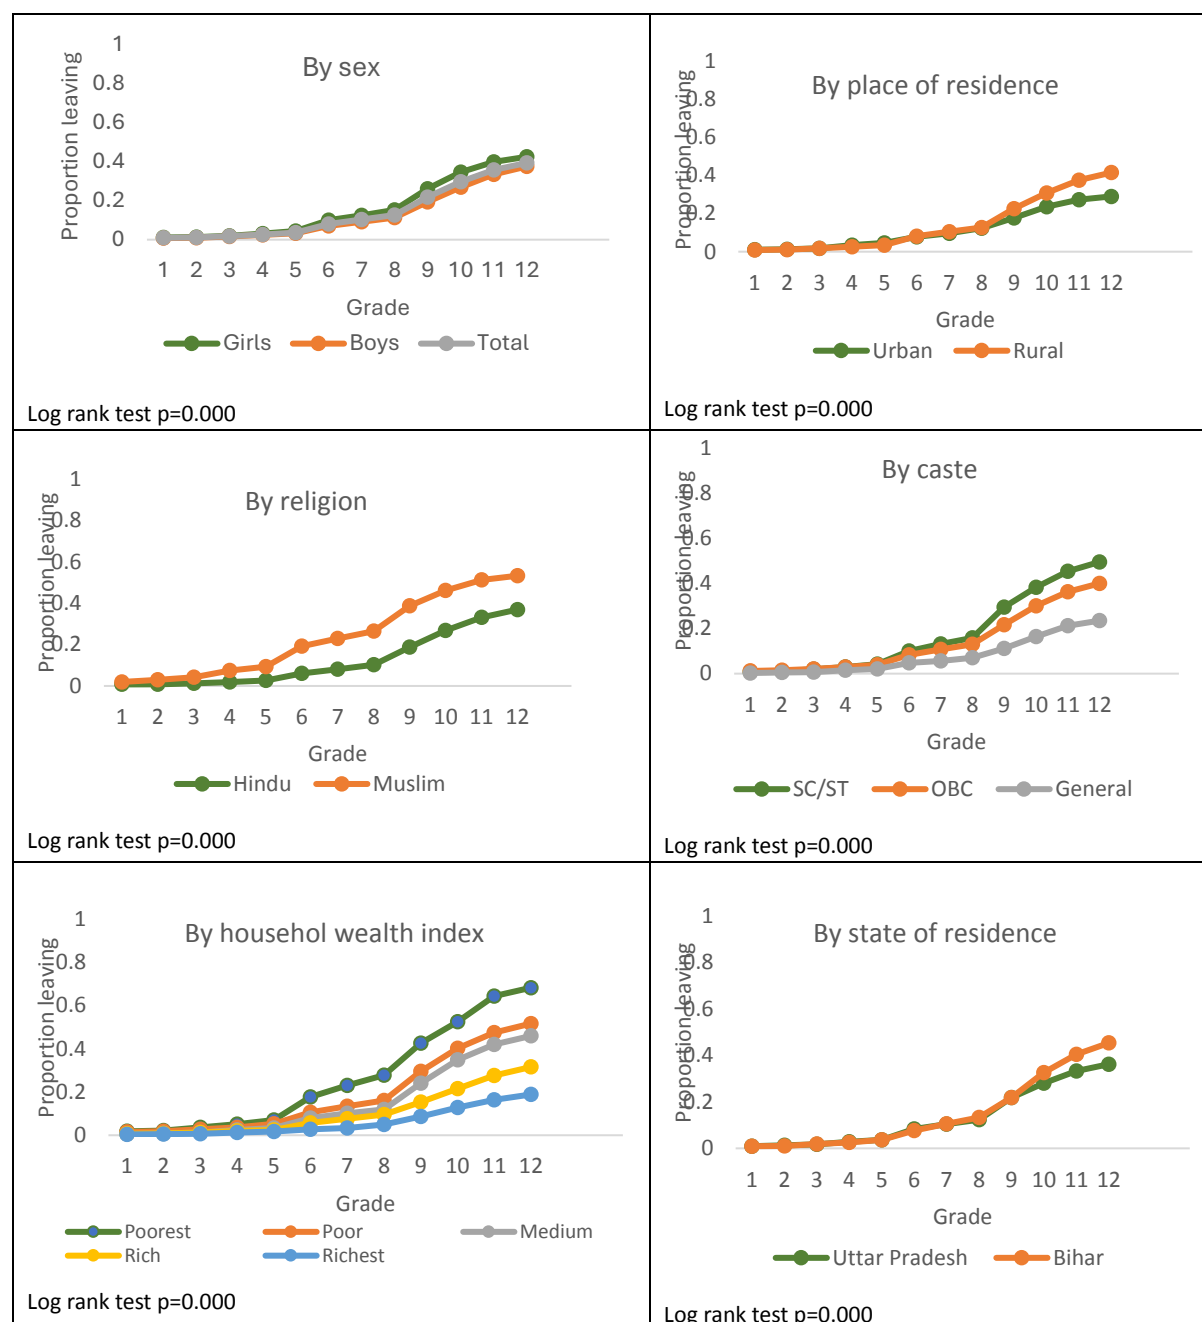 By sex
Proportion leaving
1
0.8
0.6
0.4
0.2
0
1 2 3 4 5 6 7 8 9 10 11 12
Grade
Girls Boys Total
Log rank test p=0.000
By place of residence
Proportion leaving
1
0.8
0.6
0.4
0.2
0
1 2 3 4 5 6 7 8 9 10 11 12
Grade
Urban Rural
Log rank test p=0.000
By religion
Proportion leaving
1
0.8
0.6
0.4
0.2
0
1 2 3 4 5 6 7 8 9 10 11 12
Grade
Hindu Muslim
Log rank test p=0.000
By caste
Proportion leaving
1
0.8
0.6
0.4
0.2
0
1 2 3 4 5 6 7 8 9 10 11 12
Grade
SC/ST OBC General
Log rank test p=0.000
By househol wealth index
Proportion leaving
1
0.8
0.6
0.4
0.2
0
1 2 3 4 5 6 7 8 9 10 11 12
Grade
Poorest Poor Medium
Rich Richest
Log rank test p=0.000
By state of residence
Proportion leaving
1
0.8
0.6
0.4
0.2
0
1 2 3 4 5 6 7 8 9 10 11 12
Grade
Uttar Pradesh Bihar
Log rank test p=0.000